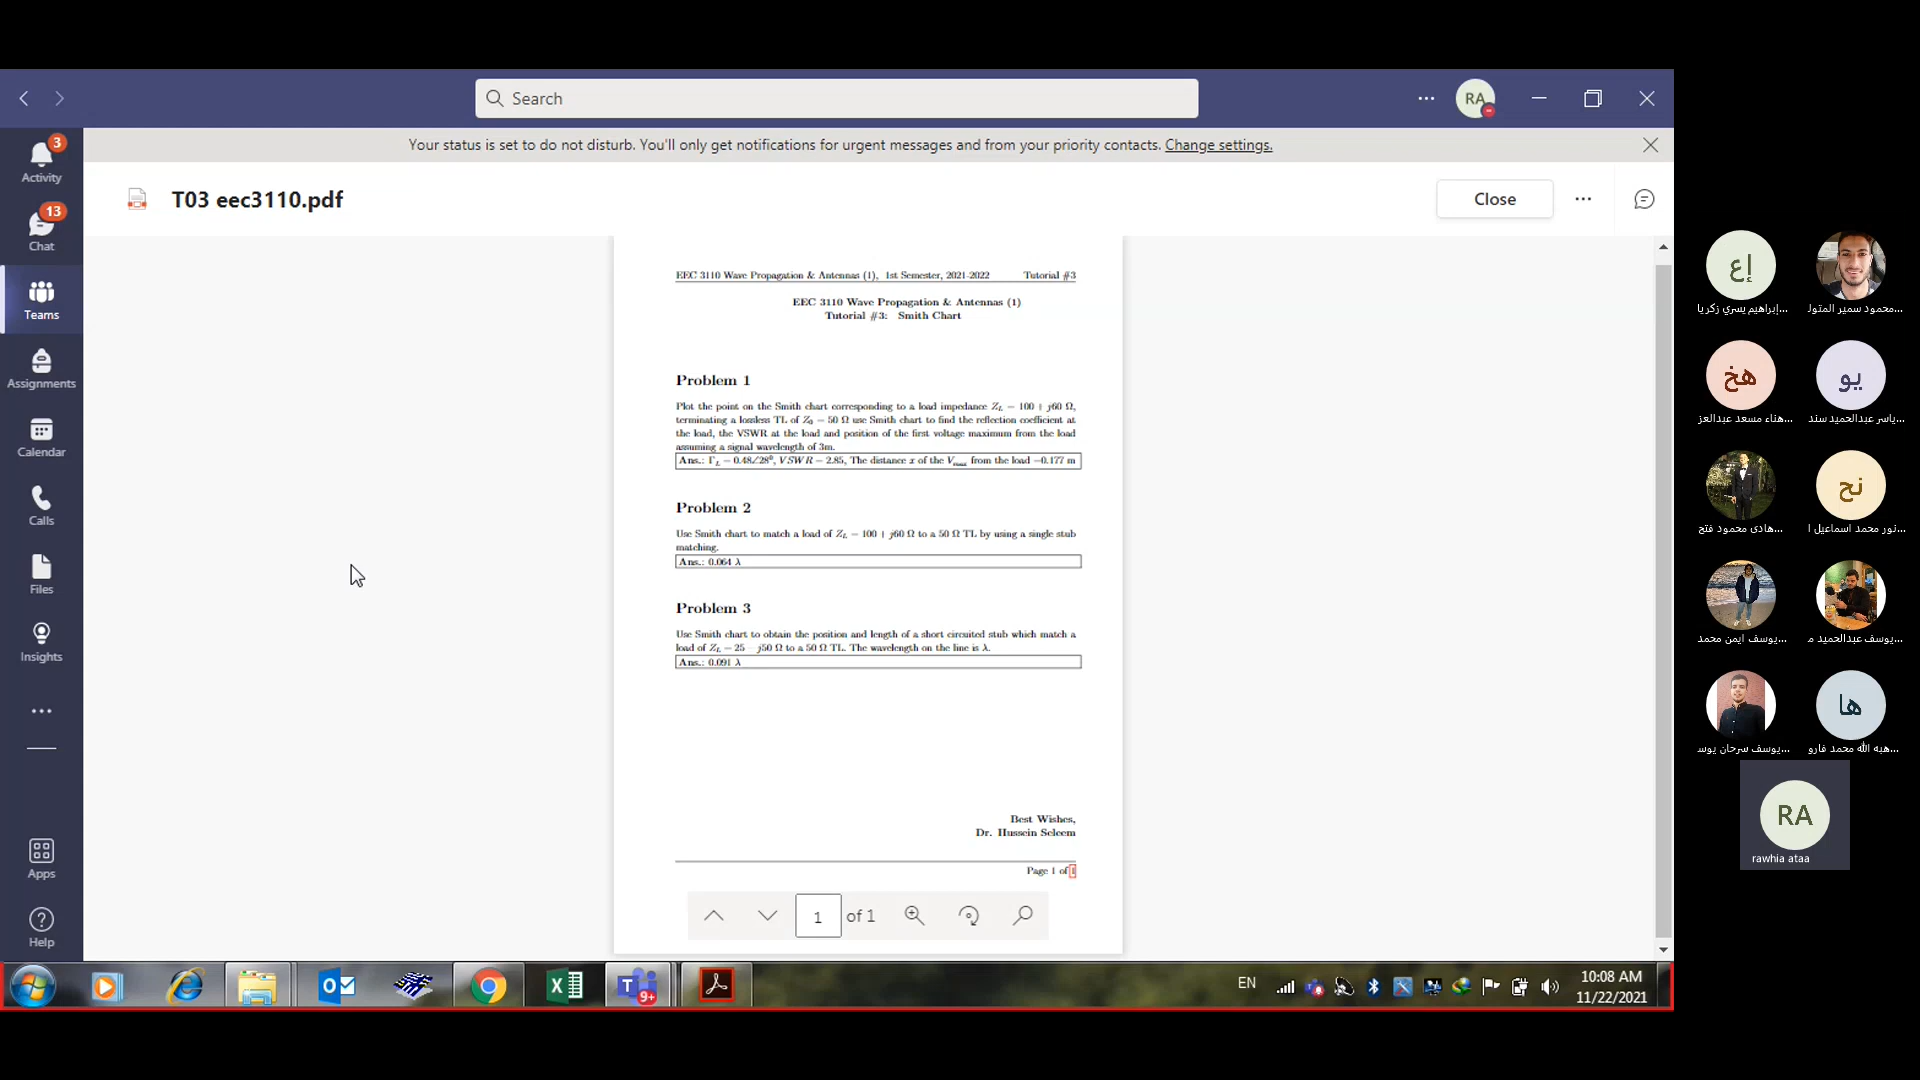 Search
RA
Your status is set to do not disturb. You'll only get notifications for urgent messages and from your priority contacts. Change settings.
3
Activity
13
Chat
Teams
Assignments
Calendar
Calls
Files
Insights
Apps
Help
T03 eec3110.pdf
Close
EEC 3110 Wave Propagation & Antennas (1), 1st Semester, 2021-2022 Tutorial #3
EEC 3110 Wave Propagation & Antennas (1)
Tutorial #3: Smith Chart
Problem 1
Plot the point on the Smith chart corresponding to a load impedance Z_L = 100 + j60 Ω,
terminating a lossless TL of Z_0 = 50 Ω use Smith chart to find the reflection coefficient at
the load, the VSWR at the load and position of the first voltage maximum from the load
assuming a signal wavelength of 3m.
Ans.: Γ_L = 0.48∠28⁰, VSWR = 2.85, The distance x of the V_max from the load =0.177 m
Problem 2
Use Smith chart to match a load of Z_L = 100 + j60 Ω to a 50 Ω TL by using a single stub
matching.
Ans.: 0.064 λ
Problem 3
Use Smith chart to obtain the position and length of a short circuited stub which match a
load of Z_L = 25 − j50 Ω to a 50 Ω TL. The wavelength on the line is λ.
Ans.: 0.091 λ
Best Wishes,
Dr. Hussein Seleem
Page 1 of 1
1 of 1
إع
إبراهيم يسري زكريا...
محمود سمير المتول...
هخ
هناء مسعد عبدالعز...
يو
ياسر عبدالحميد سند...
هادى محمود فتح...
نح
نور محمد اسماعيل ا...
يوسف ايمن محمد...
يوسف عبدالحميد م...
يوسف سرحان يوس...
ها
هبه الله محمد فارو...
RA
rawhia ataa
9+
EN
10:08 AM
11/22/2021